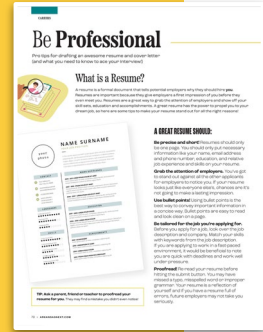 Be Professional
Pro tips for drafting an awesome resume and cover letter
(and what you need to know to ace your interview)
What is a Resume?
A resume is a formal document that tells potential employers why they should hire you.
Resumes are important because they give employers a first impression of you before they
ever meet you. Resumes are a great way to grab the attention of employers and show off your
skill sets, education and accomplishments. A great resume has the power to propel you to your
dream job, so here are some tips to make your resume stand out for all the right reasons!
NAME SURNAME
A GREAT RESUME SHOULD:
Be precise and short! Resumes should only
be one page. You should only put necessary
information like your name, email address
and phone number, education, and relative
job experience and skills on your resume.
Grab the attention of employers. You've got
to stand out against all the other applicants
for employers to notice you. If your resume
looks just like everyone else's, chances are it's
not going to make a lasting impression.
Use bullet points! Using bullet points is the
best way to convey important information in
a concise way. Bullet points are easy to read
and look clean on a page.
Be tailored for the job you're applying for.
Before you apply for a job, look over the job
description and company. Match your skills
with keywords from the job description.
If you are applying to work in a fast-paced
environment, it would be beneficial to note
you are quick with deadlines and work well
under pressure.
Proofread! Re-read your resume before
hitting the submit button. You may have
missed a typo, misspelled word or improper
grammar. Your resume is a reflection of
yourself and if you have a resume full of
errors, future employers may not take you
seriously.
TIP: Ask a parent, friend or teacher to proofread your
resume for you. They may find mistakes you didn't even notice!